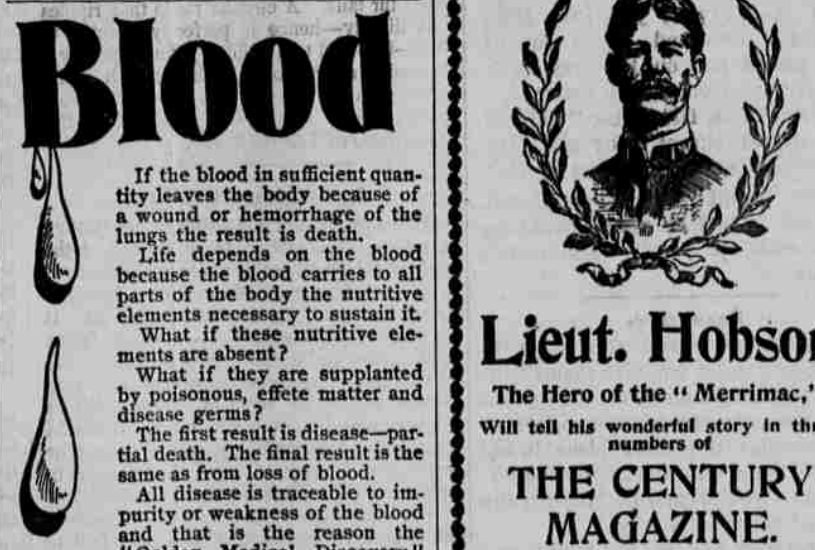 Blood
If the blood in sufficient quan-
tity leaves the body because of
a wound or hemorrhage of the
lungs the result is death.
Life depends on the blood
because the blood carries to all
parts of the body the nutritive
elements necessary to sustain it.
What if these nutritive ele-
ments are absent?
What if they are supplanted
by poisonous, effete matter and
disease germs?
The first result is disease—par-
tial death. The final result is the
same as from loss of blood.
All disease is traceable to im-
purity or weakness of the blood
and that is the reason the
"Golden Medical Discovery"
Lieut. Hobson
The Hero of the "Merrimac,"
Will tell his wonderful story in
numbers of
THE CENTURY
MAGAZINE.